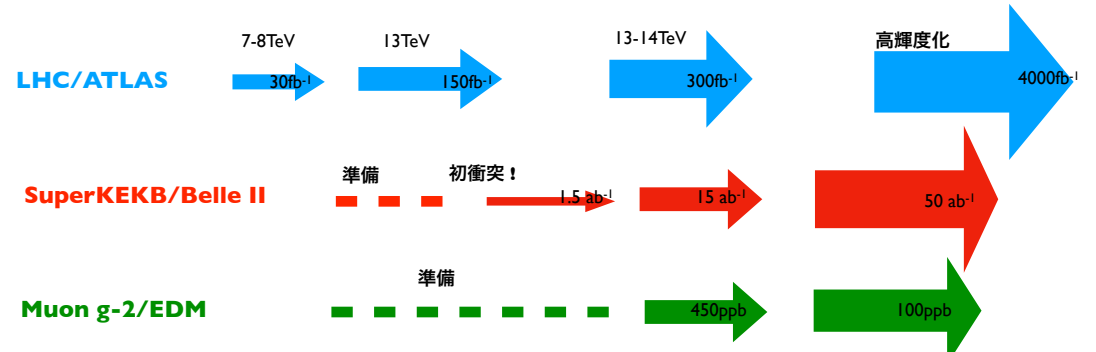 7-8TeV 13TeV 13-14TeV 高輝度化
LHC/ATLAS 30fb-1 150fb-1 300fb-1 4000fb-1
準備 初衝突！
SuperKEKB/Belle II 1.5 ab-1 15 ab-1 50 ab-1
準備
Muon g-2/EDM 450ppb 100ppb